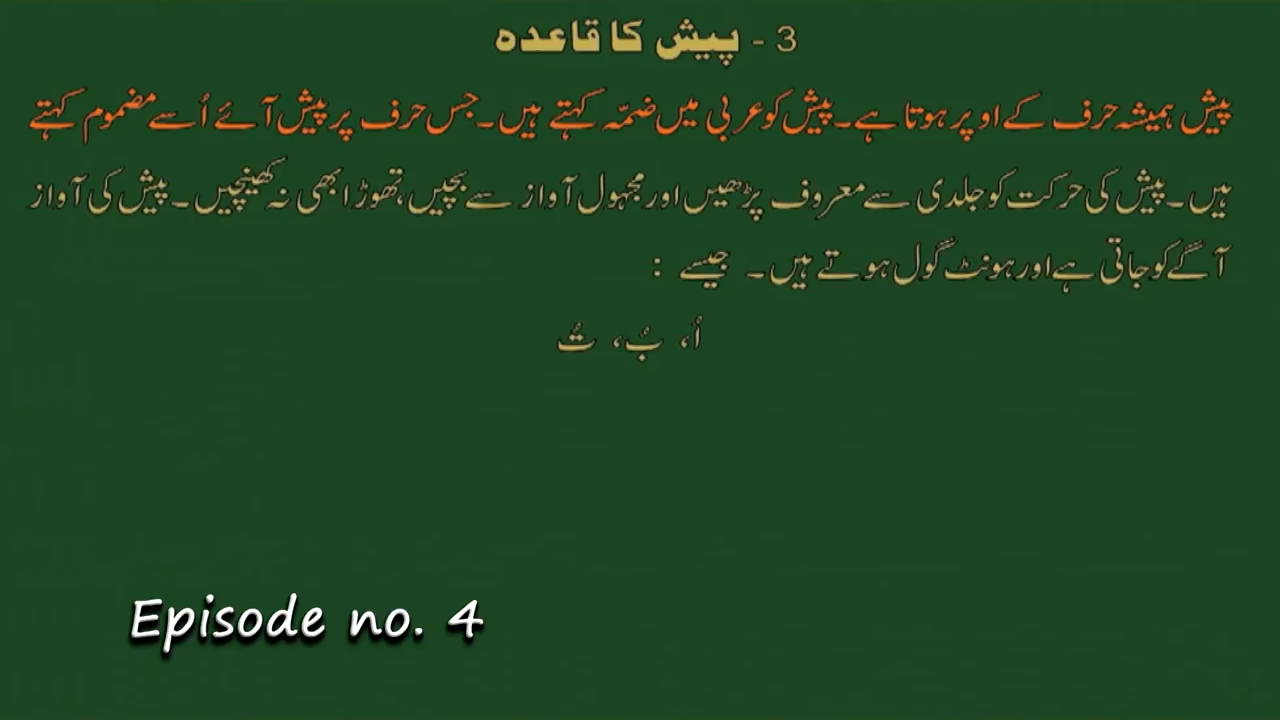 3 - پیش کا قاعدہ
پیش ہمیشہ حرف کے اوپر ہوتا ہے۔ پیش کو عربی میں ضمّہ کہتے ہیں۔ جس حرف پر پیش آئے اُسے مضموم کہتے
ہیں۔ پیش کی حرکت کو جلدی سے معروف پڑھیں اور مجہول آواز سے بچیں، تھوڑا بھی نہ کھینچیں۔ پیش کی آواز
آگے کو جاتی ہے اور ہونٹ گول ہوتے ہیں۔ جیسے :
اُ، بُ، تُ
Episode no. 4